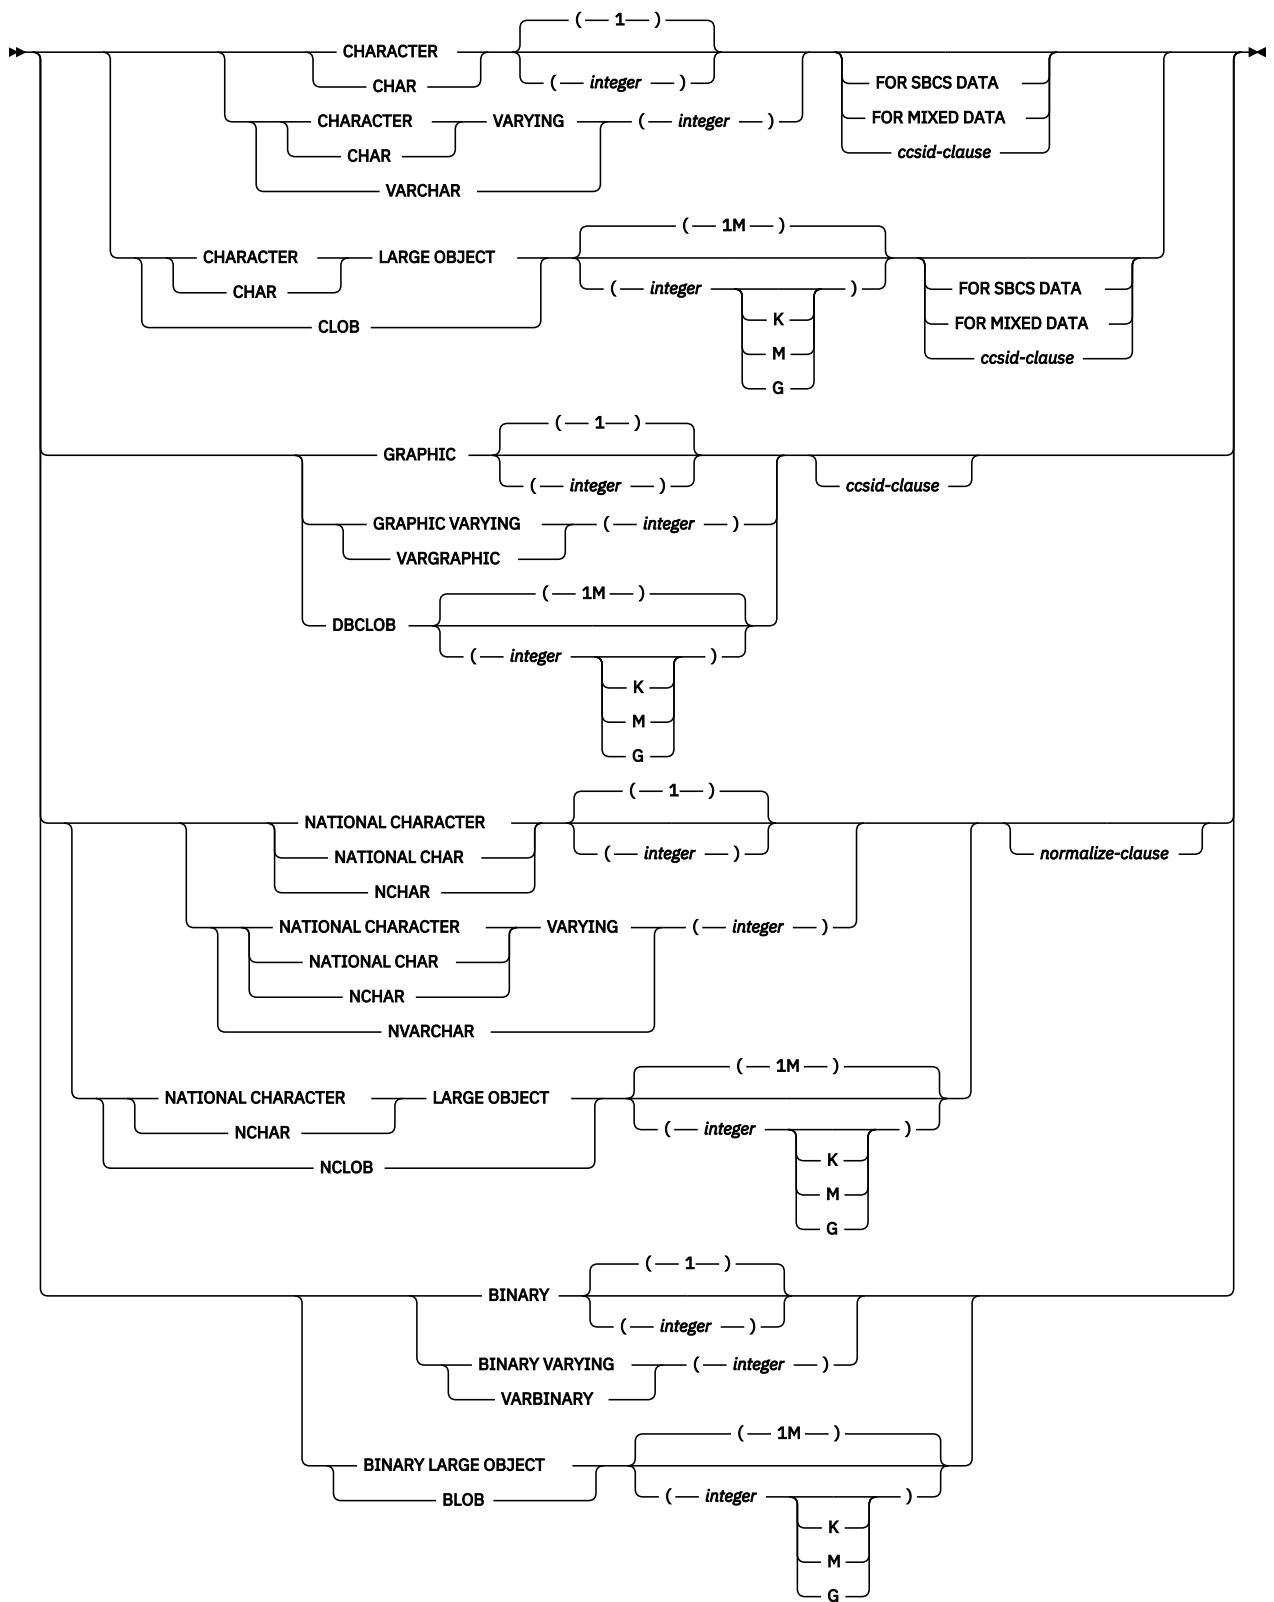 ( 1 )
CHARACTER
CHAR ( integer ) FOR SBCS DATA
CHARACTER VARYING ( integer ) FOR MIXED DATA
CHAR ccsid-clause
VARCHAR
( 1M )
CHARACTER LARGE OBJECT
CHAR ( integer ) FOR SBCS DATA
CLOB K FOR MIXED DATA
M ccsid-clause
G
( 1 )
GRAPHIC
( integer ) ccsid-clause
GRAPHIC VARYING ( integer )
VARGRAPHIC
( 1M )
DBCLOB
( integer )
K
M
G
( 1 )
NATIONAL CHARACTER
NATIONAL CHAR ( integer ) normalize-clause
NCHAR
NATIONAL CHARACTER VARYING ( integer )
NATIONAL CHAR
NCHAR
NVARCHAR
( 1M )
NATIONAL CHARACTER LARGE OBJECT
NCHAR ( integer )
NCLOB K
M
G
( 1 )
BINARY
( integer )
BINARY VARYING ( integer )
VARBINARY
( 1M )
BINARY LARGE OBJECT
BLOB ( integer )
K
M
G